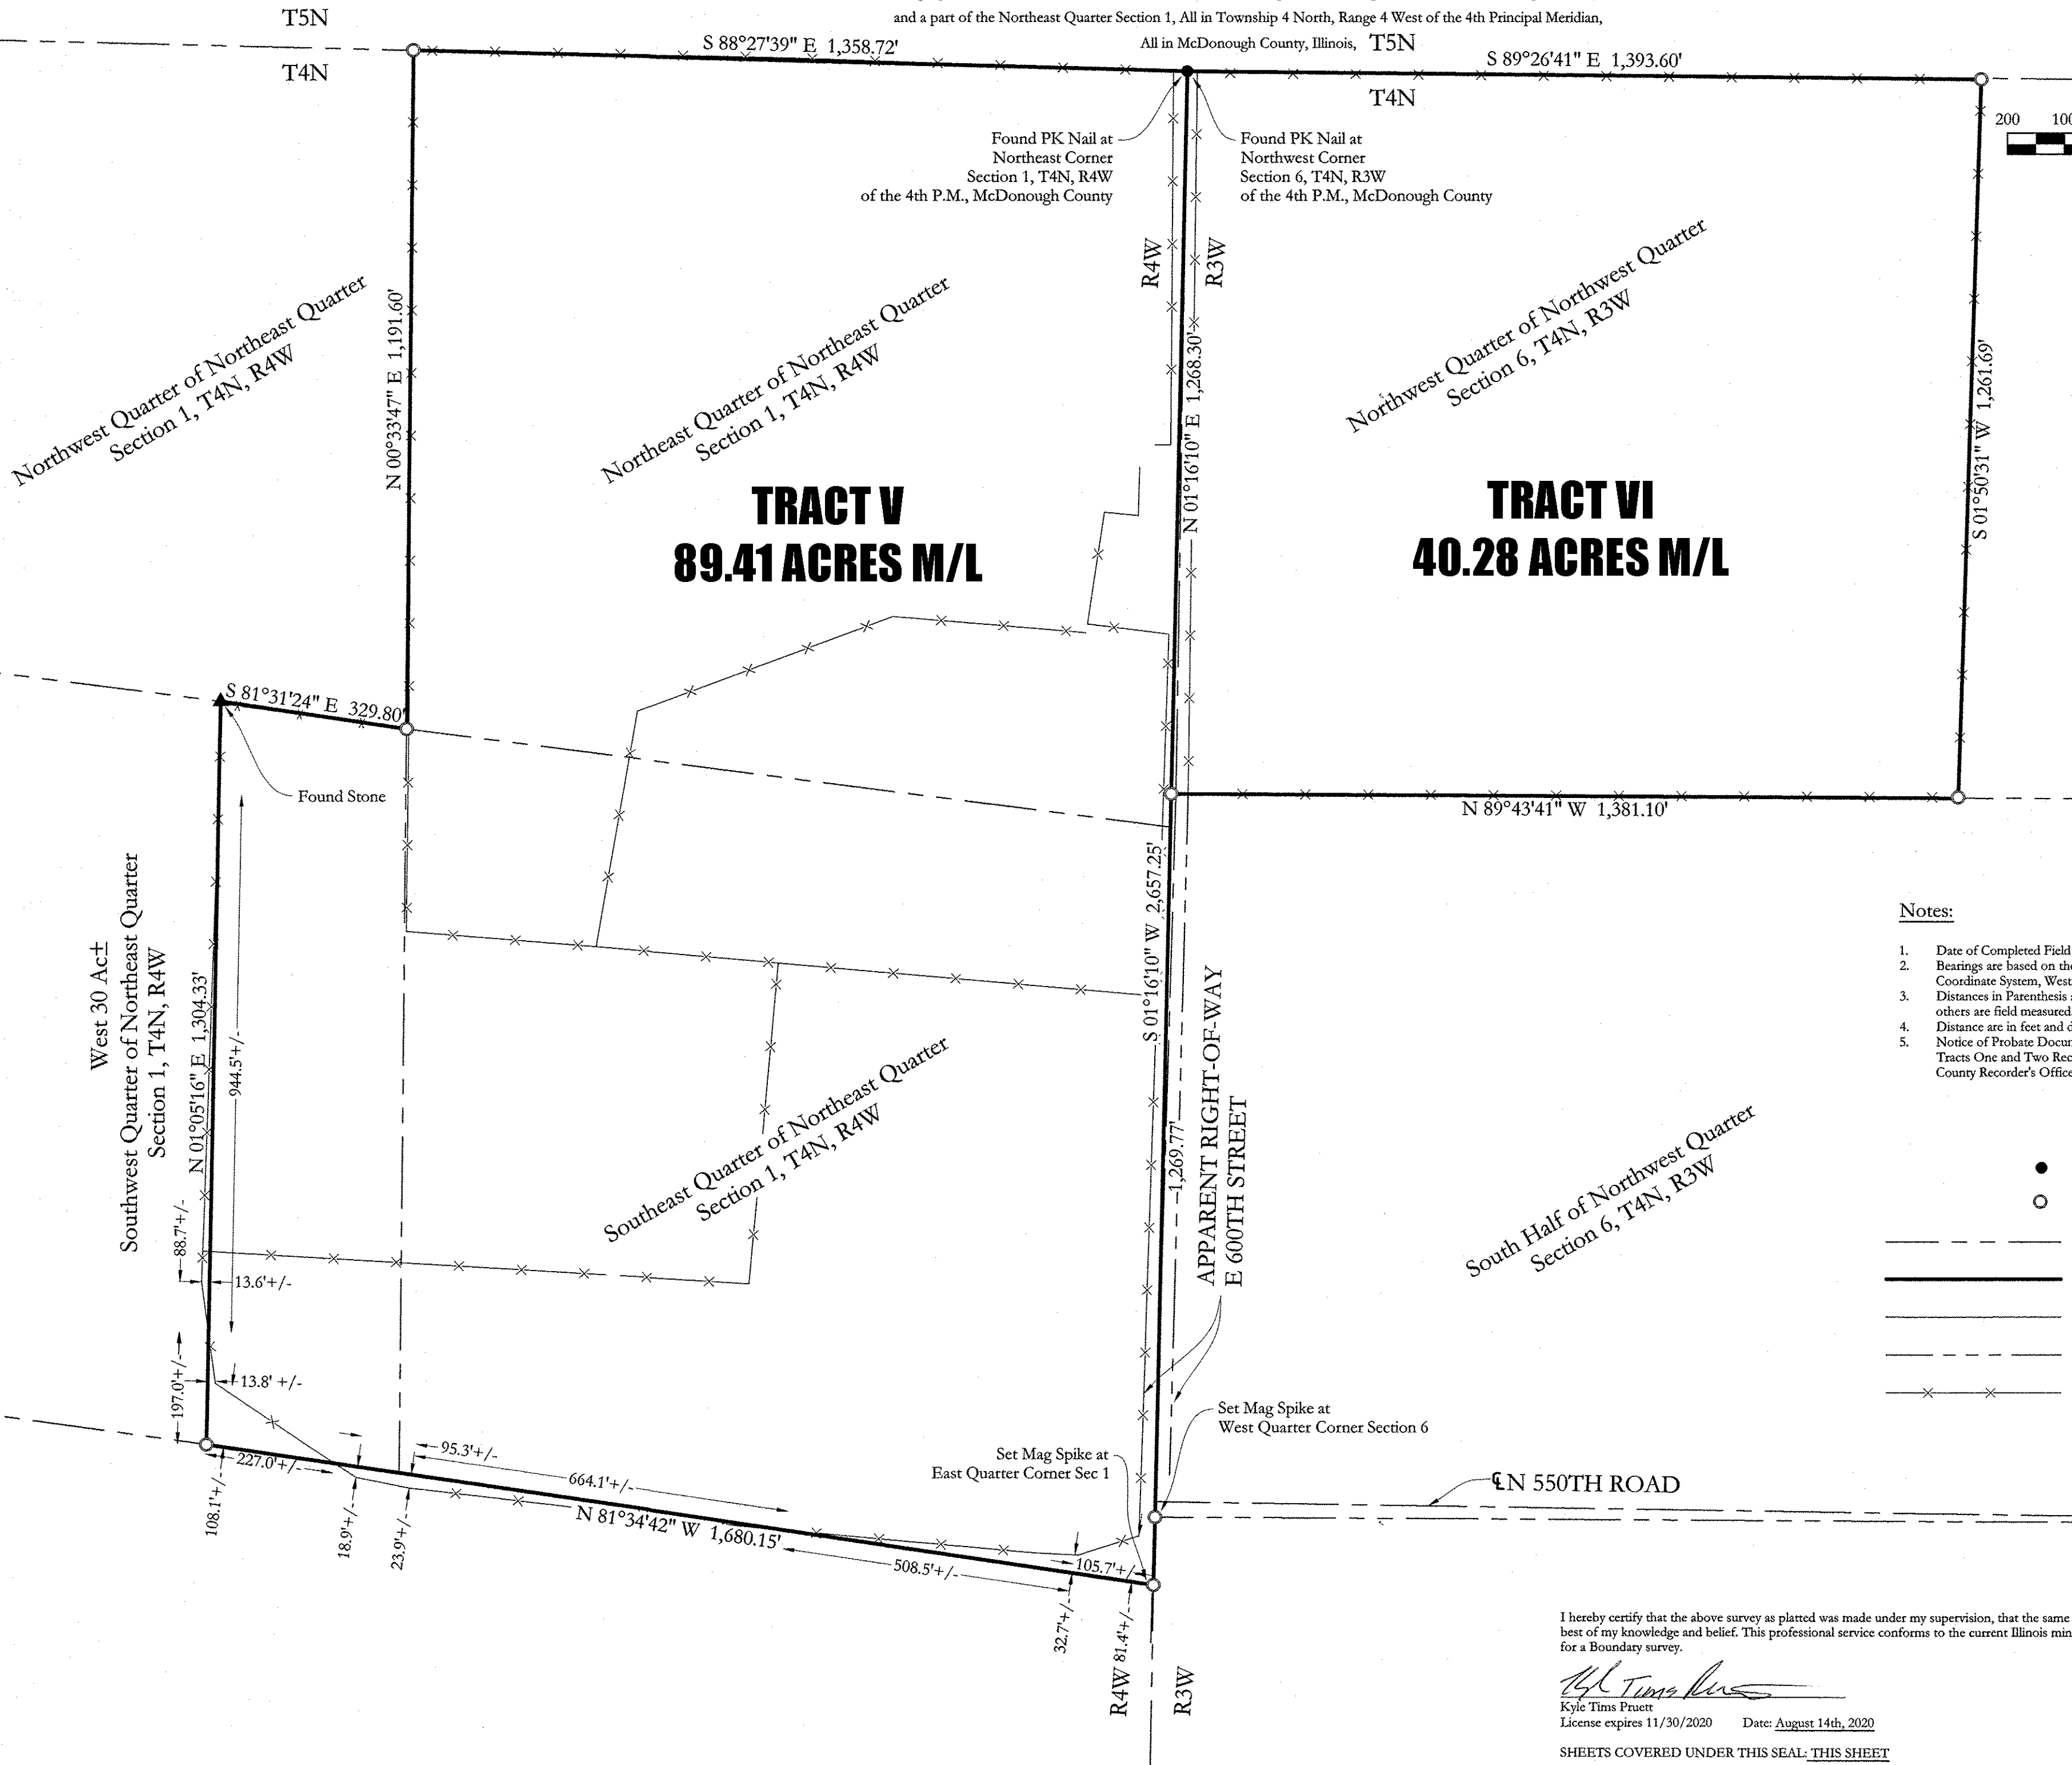 and a part of the Northeast Quarter Section 1, All in Township 4 North, Range 4 West of the 4th Principal Meridian,
All in McDonough County, Illinois,
T5N
T4N
S 88°27'39" E 1,358.72'
T5N
T4N
S 89°26'41" E 1,393.60'
200
Found PK Nail at
Northeast Corner
Section 1, T4N, R4W
of the 4th P.M., McDonough County
Found PK Nail at
Northwest Corner
Section 6, T4N, R3W
of the 4th P.M., McDonough County
R4W
R3W
Northwest Quarter of Northeast Quarter
Section 1, T4N, R4W
N 00°33'47" E 1,191.60'
Northeast Quarter of Northeast Quarter
Section 1, T4N, R4W
N 01°16'10" E 1,268.30'
Northwest Quarter of Northwest Quarter
Section 6, T4N, R3W
S 01°50'31" W 1,261.69'
TRACT V
89.41 ACRES M/L
TRACT VI
40.28 ACRES M/L
S 81°31'24" E 329.80'
Found Stone
N 89°43'41" W 1,381.10'
S 01°16'10" W 2,657.25'
West 30 Ac±
Southwest Quarter of Northeast Quarter
Section 1, T4N, R4W
N 01°05'16" E 1,304.33'
944.5'+/-
88.7'+/-
13.6'+/-
197.0'+/-
13.8' +/-
Southeast Quarter of Northeast Quarter
Section 1, T4N, R4W
1,269.77'
APPARENT RIGHT-OF-WAY
E 600TH STREET
South Half of Northwest Quarter
Section 6, T4N, R3W
Notes:
1. Date of Completed Field
2. Bearings are based on the
Coordinate System, West
3. Distances in Parenthesis
others are field measured
4. Distance are in feet and
5. Notice of Probate
Tracts One and Two
County Recorder's Office
Set Mag Spike at
West Quarter Corner Section 6
Set Mag Spike at
East Quarter Corner Sec 1
℄N 550TH ROAD
227.0'+/-
108.1'+/-
95.3'+/-
664.1'+/-
18.9'+/-
23.9'+/-
N 81°34'42" W 1,680.15'
508.5'+/-
105.7'+/-
32.7'+/-
81.4'+/-
R4W
R3W
I hereby certify that the above survey as platted was made under my supervision, that the same
best of my knowledge and belief. This professional service conforms to the current Illinois
for a Boundary survey.
Kyle Tims Pruett
License expires 11/30/2020 Date: August 14th, 2020
SHEETS COVERED UNDER THIS SEAL: THIS SHEET